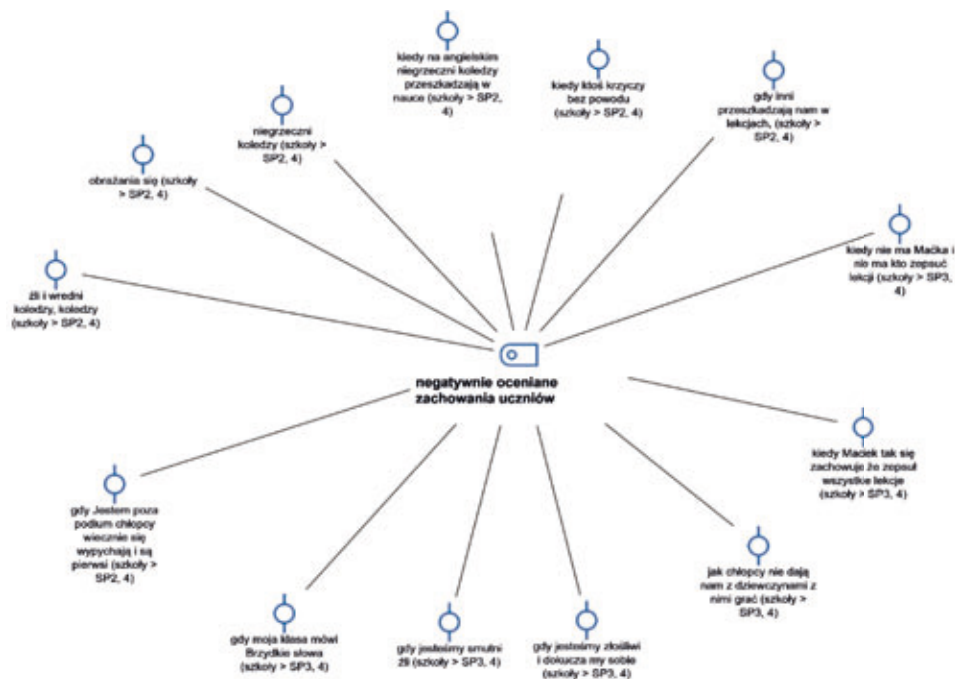 kiedy na angielskim
niegrzeczni koledzy
przeszkadzają w
nauce (szkoły > SP2,
4)
kiedy ktoś krzyczy
bez powodu
(szkoły > SP2, 4)
gdy inni
przeszkadzają nam w
lekcjach, (szkoły >
SP2, 4)
niegrzeczni
koledzy (szkoły >
SP2, 4)
obrażania się (szkoły
> SP2, 4)
kiedy nie ma Maćka i
nie ma kto zepsuć
lekcji (szkoły > SP3,
4)
źli i wredni
koledzy, koledzy
(szkoły > SP2, 4)
negatywnie oceniane
zachowania uczniów
kiedy Maciek tak się
zachowuje że zepsuł
wszystkie lekcje
(szkoły > SP3, 4)
gdy Jestem poza
podium chłopcy
wiecznie się
wypychają i są
pierwsi (szkoły >
SP2, 4)
jak chłopcy nie dają
nam z dziewczynami z
nimi grać (szkoły >
SP3, 4)
gdy moja klasa mówi
Brzydkie słowa
(szkoły > SP3, 4)
gdy jesteśmy smutni
źli (szkoły > SP3, 4)
gdy jesteśmy złośliwi
i dokucza my sobie
(szkoły > SP3, 4)